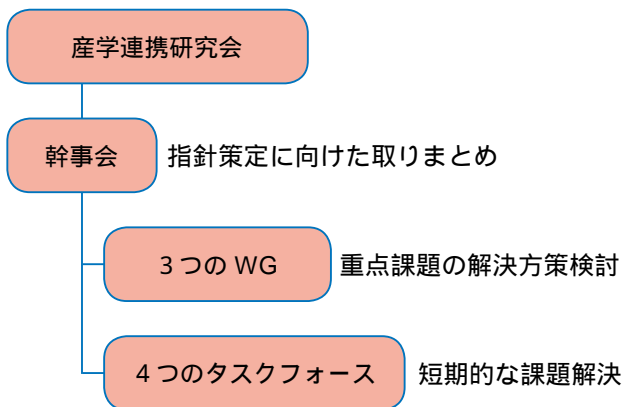 産学連携研究会
幹事会 指針策定に向けた取りまとめ
3つの WG 重点課題の解決方策検討
4つのタスクフォース 短期的な課題解決